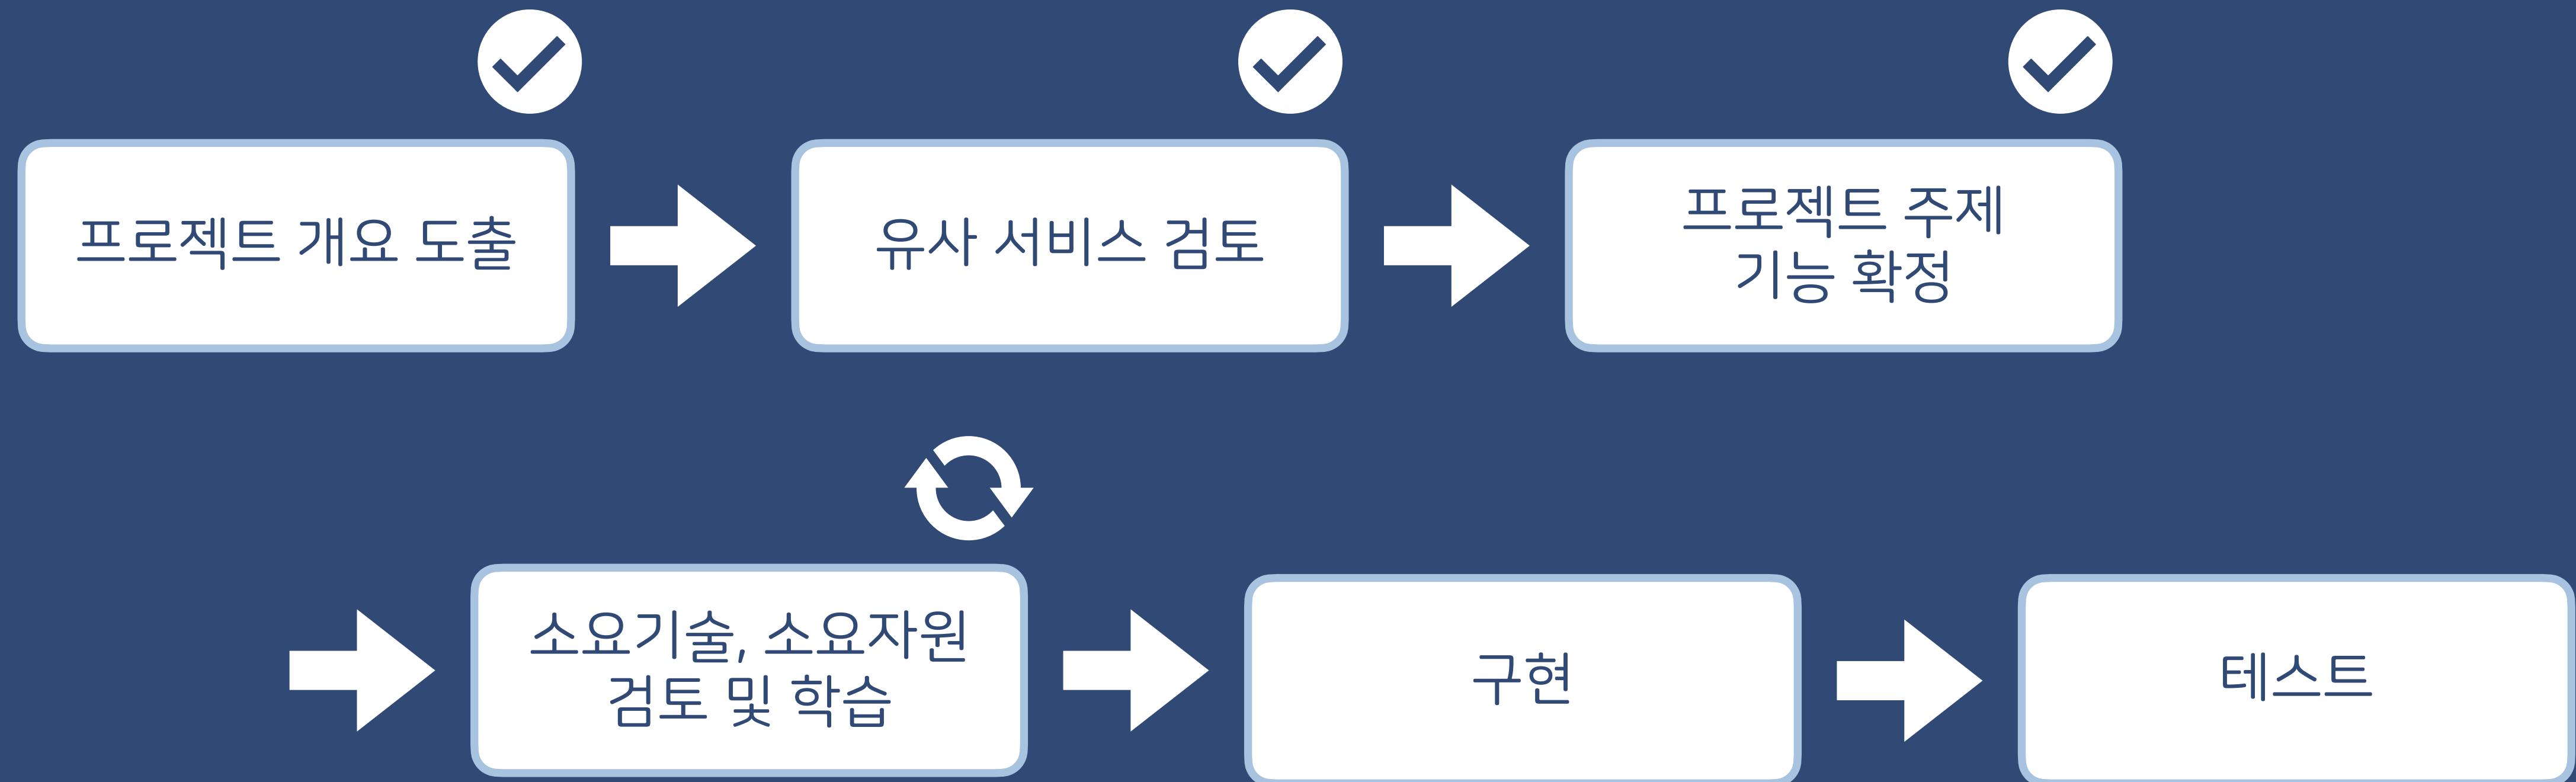 프로젝트 개요 도출
유사 서비스 검토
프로젝트 주제
기능 확정
소요기술, 소요자원
검토 및 학습
구현
테스트